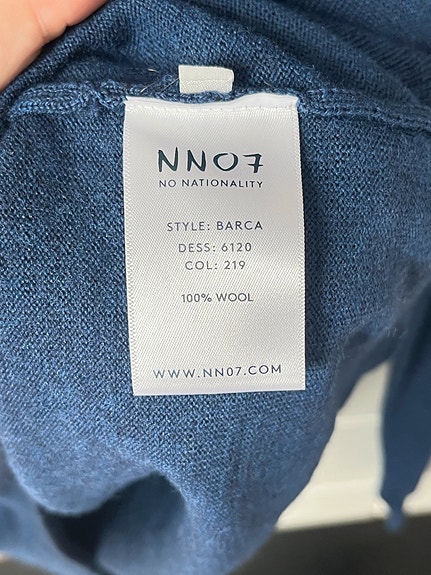 NN07
NO NATIONALITY
STYLE: BARCA
DESS: 6120
COL: 219
100% WOOL
WWW.NN07.COM